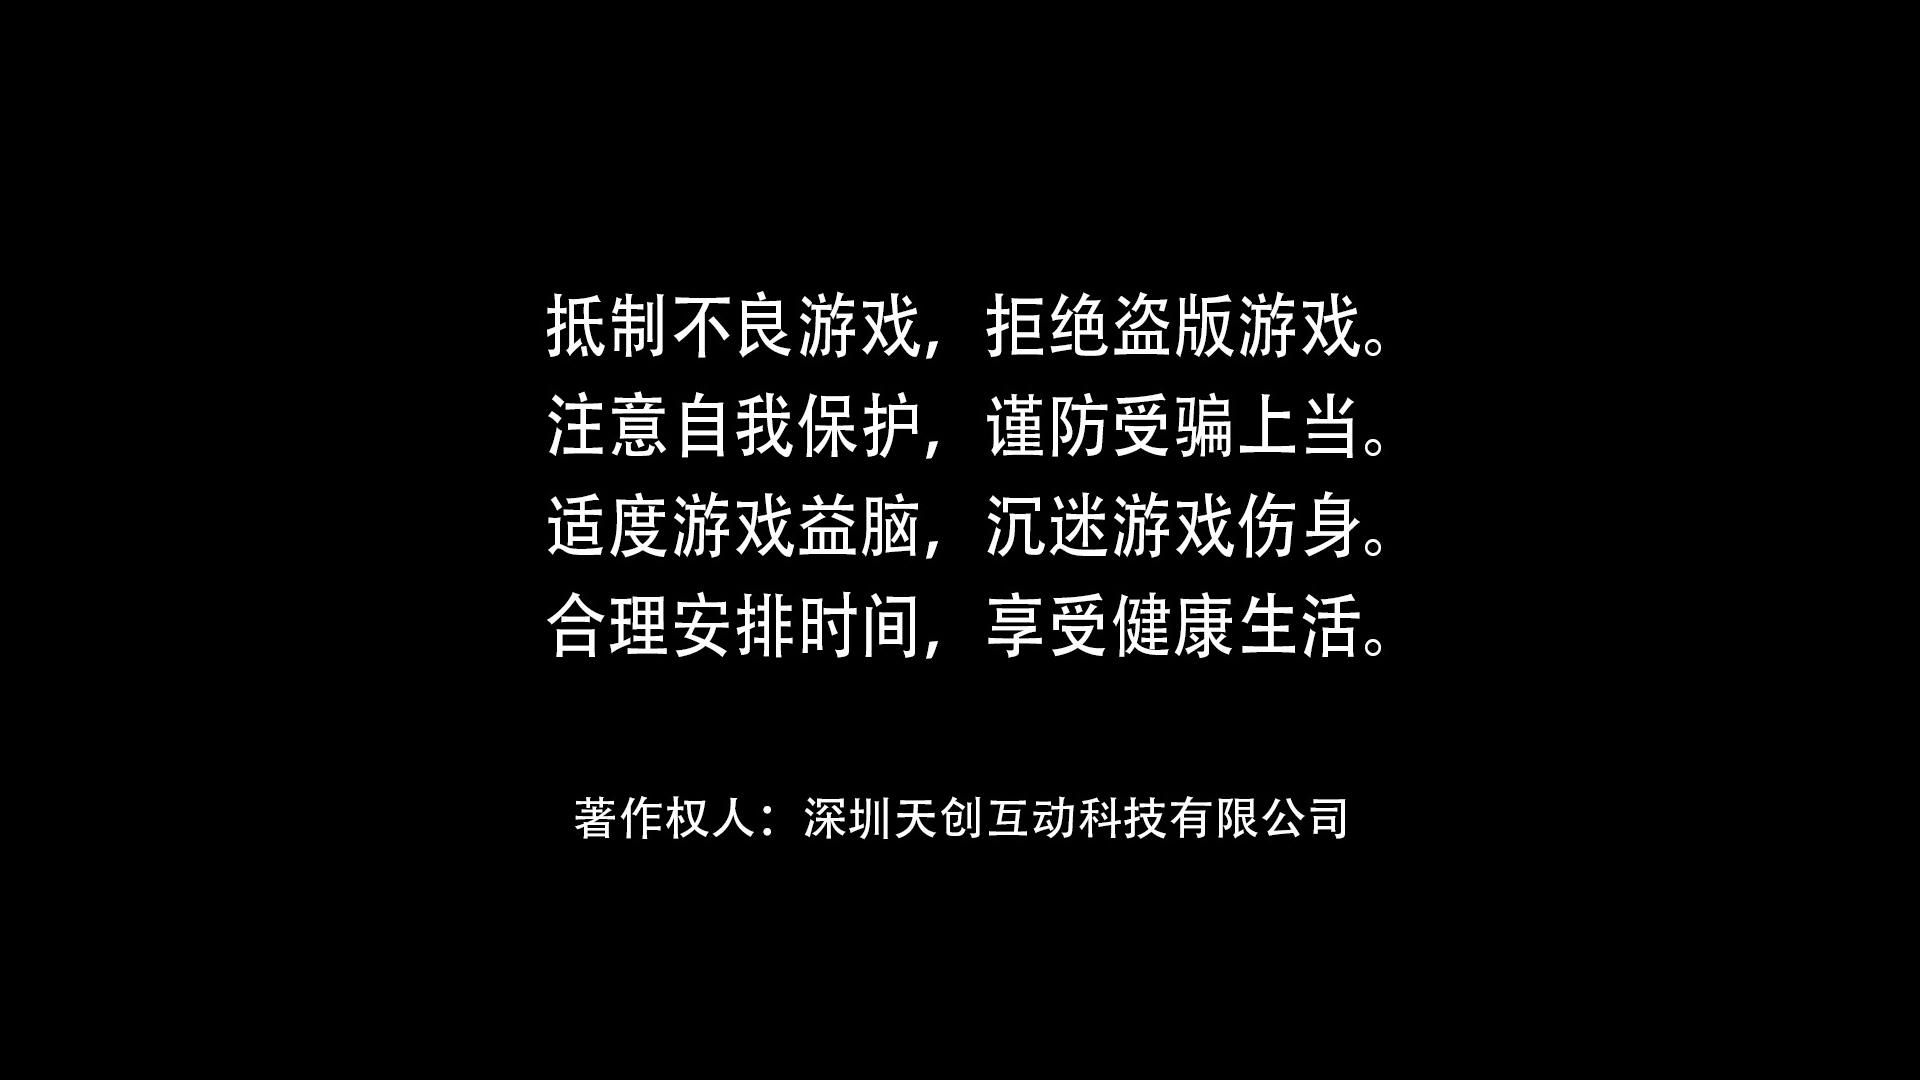 抵制不良游戏，拒绝盗版游戏。
注意自我保护，谨防受骗上当。
适度游戏益脑，沉迷游戏伤身。
合理安排时间，享受健康生活。
著作权人：深圳天创互动科技有限公司